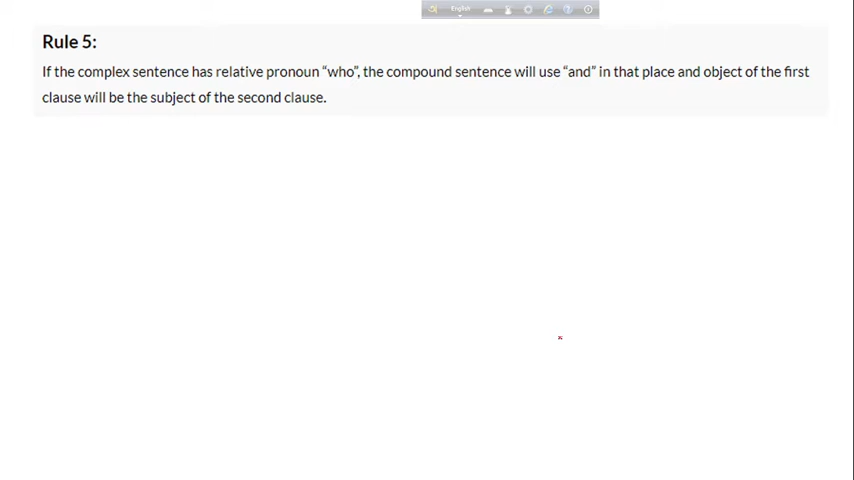 English
Rule 5:
If the complex sentence has relative pronoun “who”, the compound sentence will use “and” in that place and object of the first
clause will be the subject of the second clause.